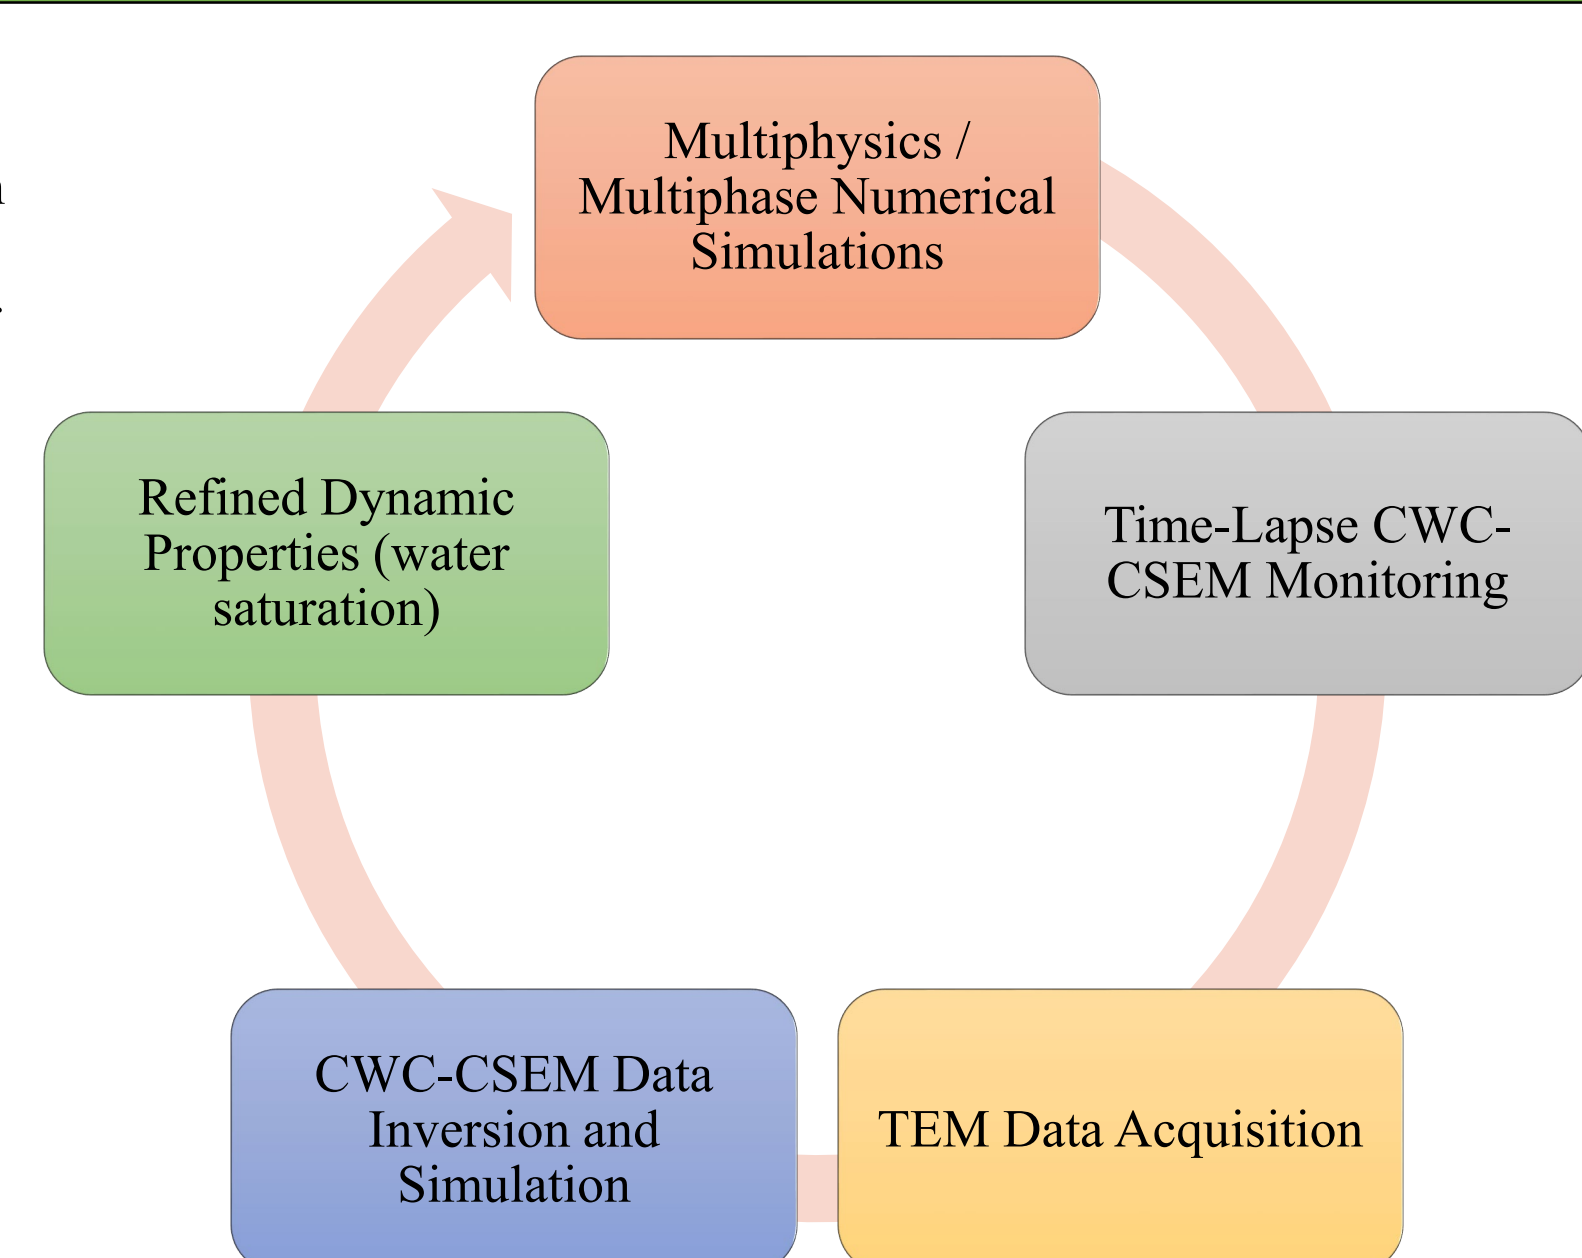 Multiphysics /
Multiphase Numerical
Simulations
Refined Dynamic
Properties (water
saturation)
Time-Lapse CWC-
CSEM Monitoring
CWC-CSEM Data
Inversion and
Simulation
TEM Data Acquisition